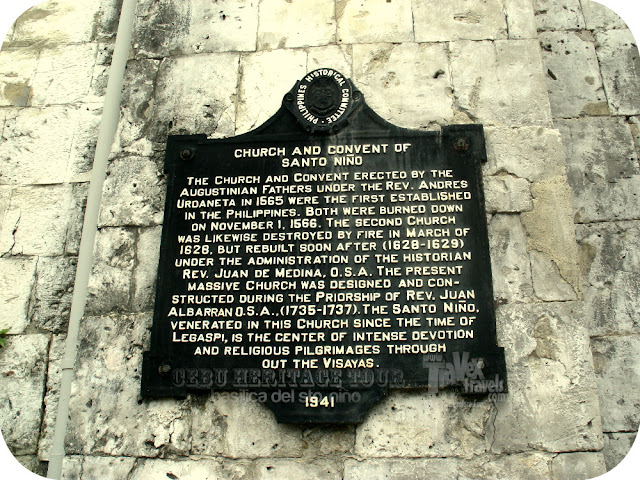 PHILIPPINES HISTORICAL COMMITTEE
CHURCH AND CONVENT OF
SANTO NIÑO
THE CHURCH AND CONVENT ERECTED BY THE
AUGUSTINIAN FATHERS UNDER THE REV. ANDRES
URDANETA IN 1565 WERE THE FIRST ESTABLISHED
IN THE PHILIPPINES. BOTH WERE BURNED DOWN
ON NOVEMBER 1, 1566. THE SECOND CHURCH
WAS LIKEWISE DESTROYED BY FIRE IN MARCH OF
1628, BUT REBUILT SOON AFTER (1628-1629)
UNDER THE ADMINISTRATION OF THE HISTORIAN
REV. JUAN DE MEDINA, O.S.A. THE PRESENT
MASSIVE CHURCH WAS DESIGNED AND CON-
STRUCTED DURING THE PRIORSHIP OF REV. JUAN
ALBARRAN O.S.A., (1735-1737). THE SANTO NIÑO,
VENERATED IN THIS CHURCH SINCE THE TIME OF
LEGASPI, IS THE CENTER OF INTENSE DEVOTION
AND RELIGIOUS PILGRIMAGES THROUGH
OUT THE VISAYAS.
CEBU HERITAGE TOUR
basilica del sto niño
1941